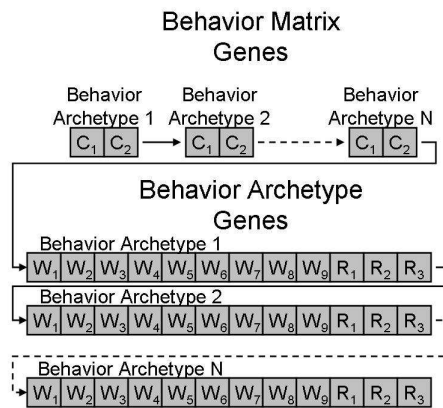 Behavior Matrix
Genes
Behavior Archetype 1 Behavior Archetype 2 Behavior Archetype N
C₁ C₂ C₁ C₂ C₁ C₂
Behavior Archetype
Genes
Behavior Archetype 1
W₁ W₂ W₃ W₄ W₅ W₆ W₇ W₈ W₉ R₁ R₂ R₃
Behavior Archetype 2
W₁ W₂ W₃ W₄ W₅ W₆ W₇ W₈ W₉ R₁ R₂ R₃
Behavior Archetype N
W₁ W₂ W₃ W₄ W₅ W₆ W₇ W₈ W₉ R₁ R₂ R₃